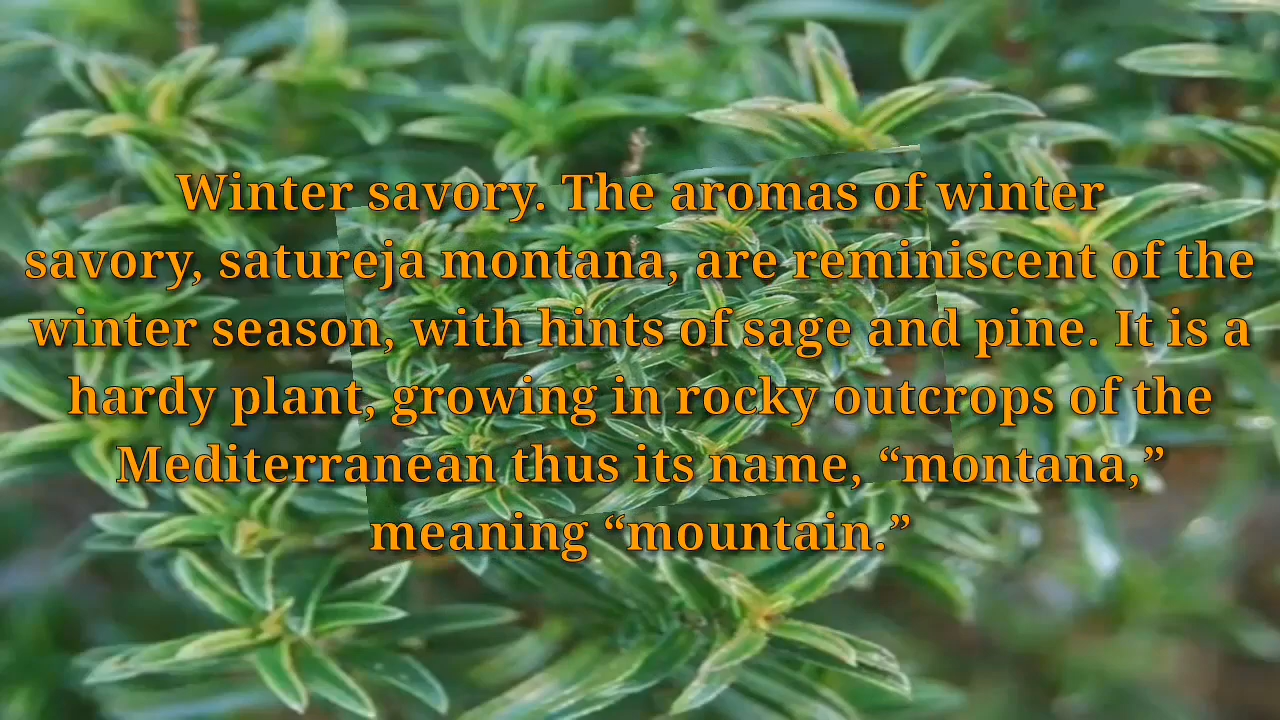 Winter savory. The aromas of winter
savory, satureja montana, are reminiscent of the
winter season, with hints of sage and pine. It is a
hardy plant, growing in rocky outcrops of the
Mediterranean thus its name, “montana,”
meaning “mountain.”